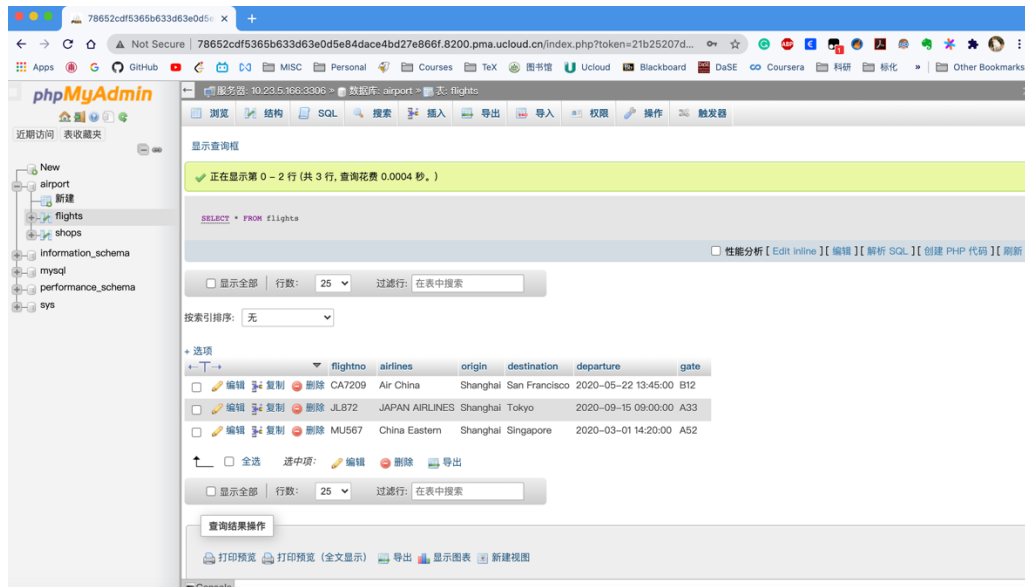 78652cdf5365b633d63e0d5e
Not Secure | 78652cdf5365b633d63e0d5e84dace4bd27e866f.8200.pma.ucloud.cn/index.php?token=21b25207d...
Apps GitHub MISC Personal Courses TeX 图书馆 Ucloud Blackboard DaSE Coursera 科研 标化 » Other Bookmarks
phpMyAdmin
近期访问 表收藏夹
New
airport
新建
flights
shops
information_schema
mysql
performance_schema
sys
服务器: 10.23.5.166:3306 » 数据库: airport » 表: flights
浏览 结构 SQL 搜索 插入 导出 导入 权限 操作 触发器
显示查询框
正在显示第 0 - 2 行 (共 3 行, 查询花费 0.0004 秒。)
SELECT * FROM flights
性能分析 [ Edit inline ] [ 编辑 ] [ 解析 SQL ] [ 创建 PHP 代码 ] [ 刷新
显示全部 | 行数: 25 过滤行: 在表中搜索
按索引排序: 无
+ 选项
←T→ flightno airlines origin destination departure gate
编辑 复制 删除 CA7209 Air China Shanghai San Francisco 2020-05-22 13:45:00 B12
编辑 复制 删除 JL872 JAPAN AIRLINES Shanghai Tokyo 2020-09-15 09:00:00 A33
编辑 复制 删除 MU567 China Eastern Shanghai Singapore 2020-03-01 14:20:00 A52
全选 选中项: 编辑 删除 导出
显示全部 | 行数: 25 过滤行: 在表中搜索
查询结果操作
打印预览 打印预览 (全文显示) 导出 显示图表 新建视图
Console